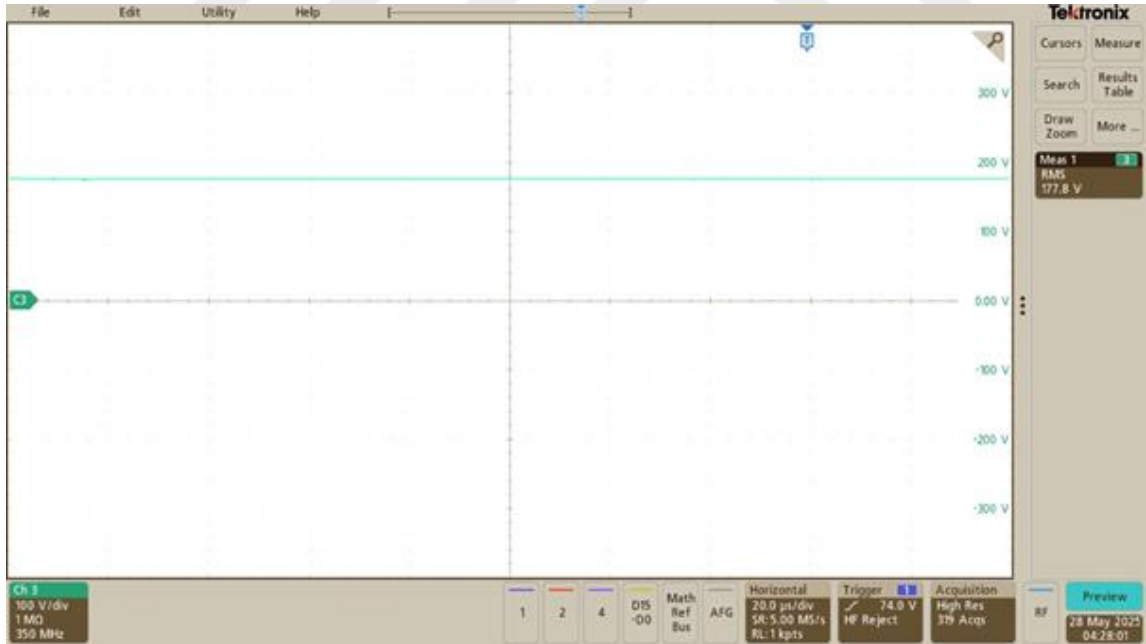 File Edit Utility Help
Tektronix
Cursors Measure
Search Results Table
Draw Zoom More ...
Meas 1 3
RMS
177.8 V
300 V
200 V
100 V
C3 0.00 V
-100 V
-200 V
-300 V
Ch 3
100 V/div
1 MΩ
350 MHz
1 2 4
D15 -D0
Math Ref Bus
AFG
Horizontal
20.0 µs/div
SR: 5.00 MS/s
RL: 1 kpts
Trigger 1
74.0 V
HF Reject
Acquisition
High Res
319 Acqs
RF
Preview
28 May 2025
04:28:07